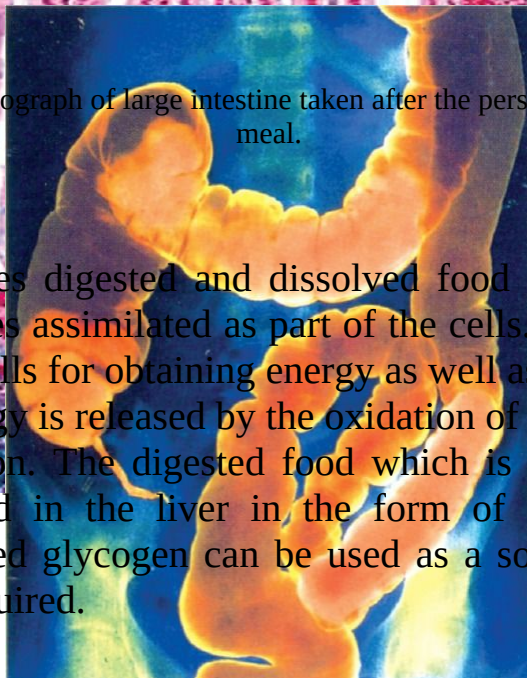 ograph of large intestine taken after the pers
meal.
es digested and dissolved food
es assimilated as part of the cells.
lls for obtaining energy as well as
gy is released by the oxidation of
on. The digested food which is
d in the liver in the form of
ed glycogen can be used as a so
uired.